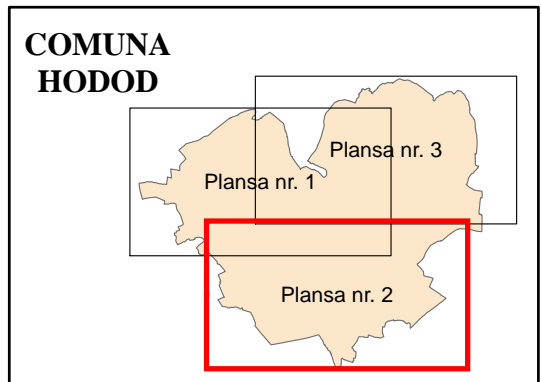 COMUNA
HODOD
Plansa nr. 3
Plansa nr. 1
Plansa nr. 2